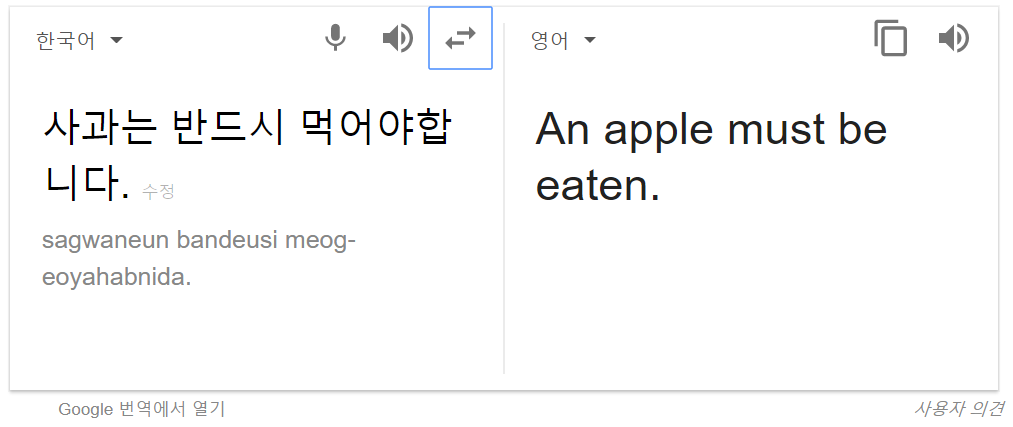 한국어
영어
사과는 반드시 먹어야합
니다. 수정
sagwaneun bandeusi meog-
eoyahabnida.
An apple must be
eaten.
Google 번역에서 열기
사용자 의견